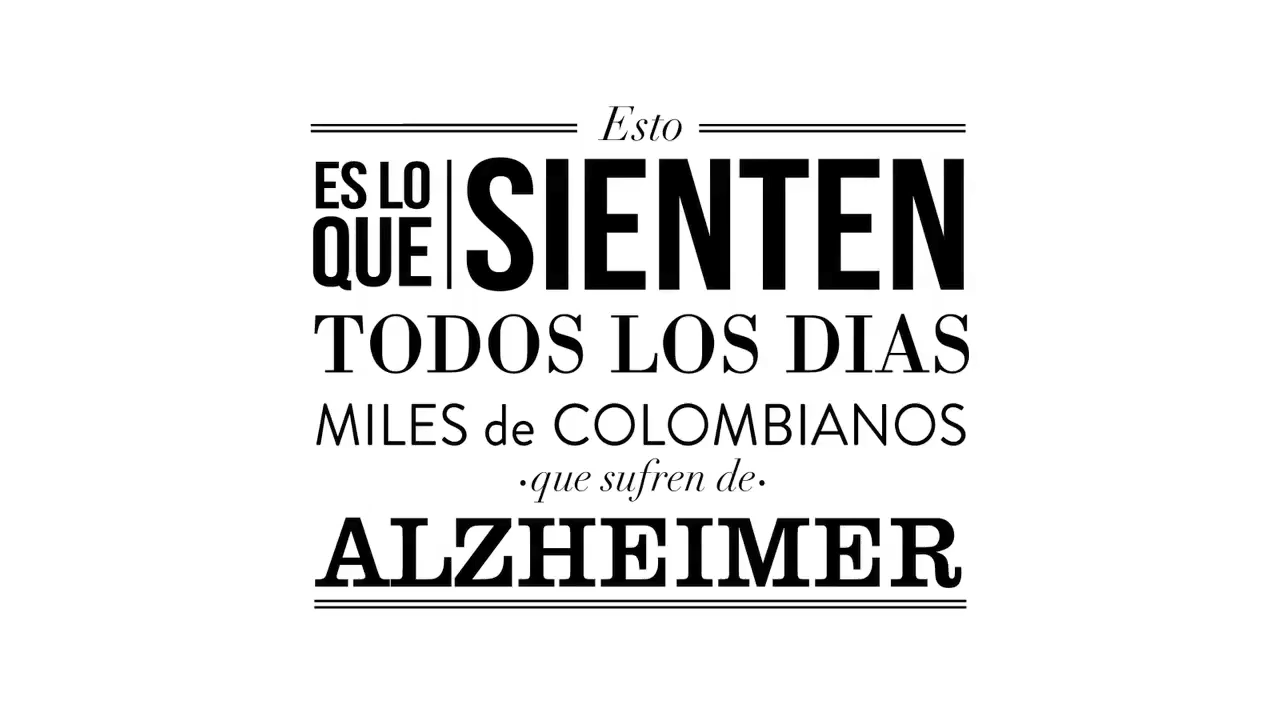 Esto
ES LO
QUE
SIENTEN
TODOS LOS DIAS
MILES de COLOMBIANOS
·que sufren de·
ALZHEIMER